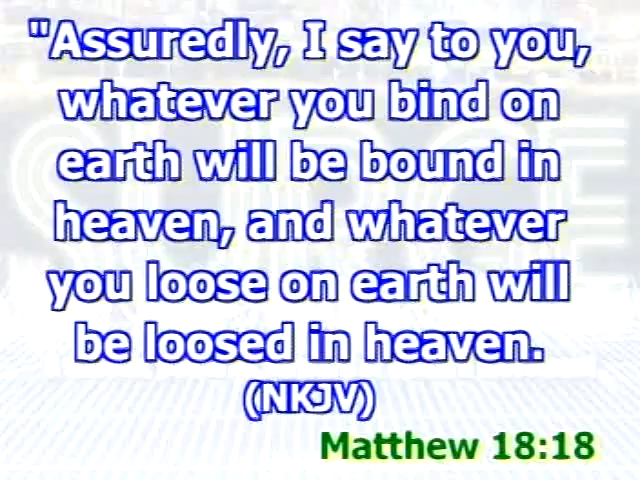 "Assuredly, I say to you,
whatever you bind on
earth will be bound in
heaven, and whatever
you loose on earth will
be loosed in heaven.
(NKJV)
Matthew 18:18